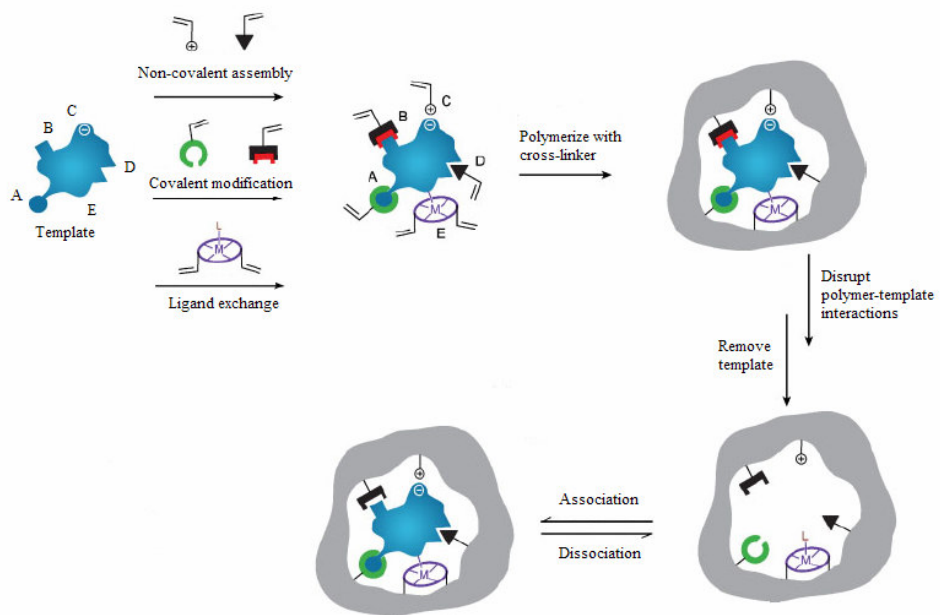 Non-covalent assembly
C
B
D
A
E
Template
Covalent modification
L
M
Ligand exchange
C
B
D
A
M
E
Polymerize with
cross-linker
M
Disrupt
polymer-template
interactions
Remove
template
Association
Dissociation
M
L
M